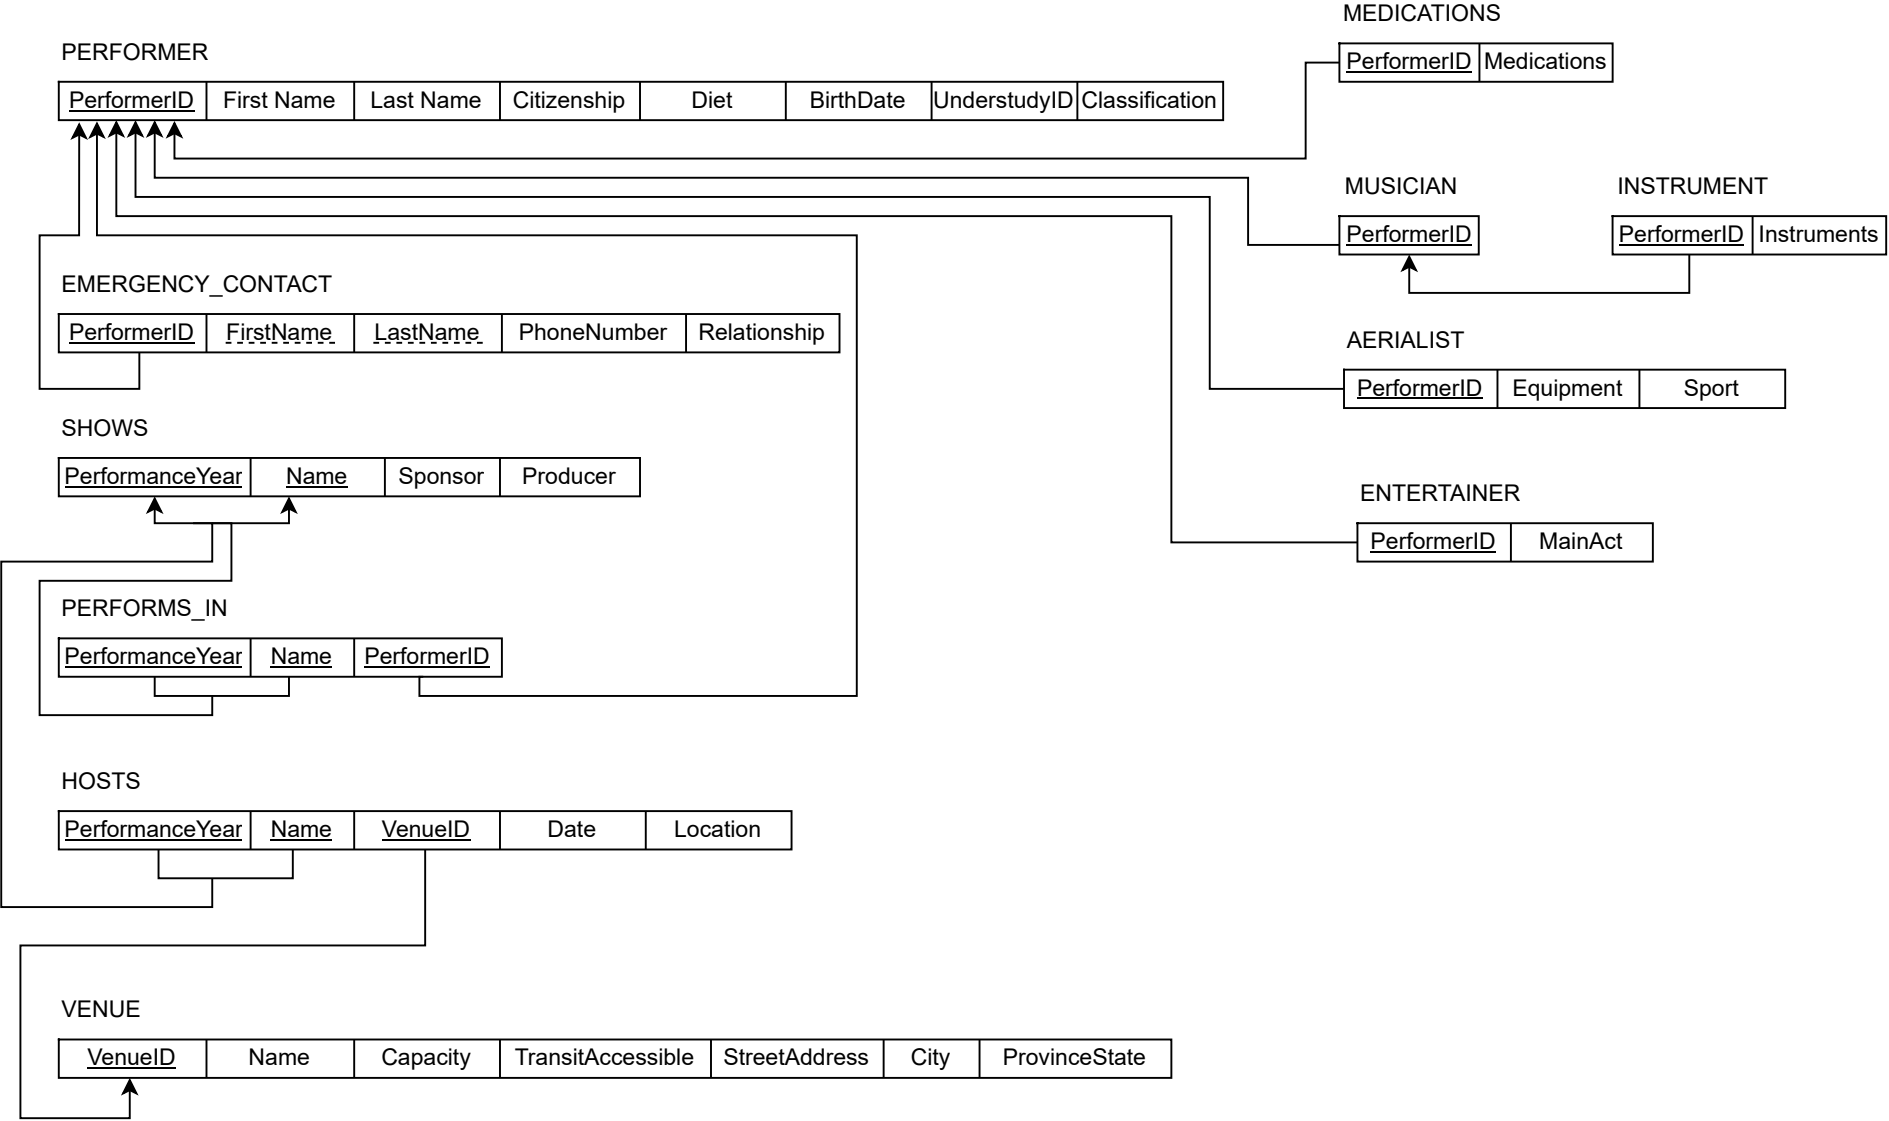 MEDICATIONS
PerformerID Medications
PERFORMER
PerformerID First Name Last Name Citizenship Diet BirthDate UnderstudyID Classification
MUSICIAN
PerformerID
INSTRUMENT
PerformerID Instruments
EMERGENCY_CONTACT
PerformerID FirstName LastName PhoneNumber Relationship
AERIALIST
PerformerID Equipment Sport
SHOWS
PerformanceYear Name Sponsor Producer
ENTERTAINER
PerformerID MainAct
PERFORMS_IN
PerformanceYear Name PerformerID
HOSTS
PerformanceYear Name VenueID Date Location
VENUE
VenueID Name Capacity TransitAccessible StreetAddress City ProvinceState